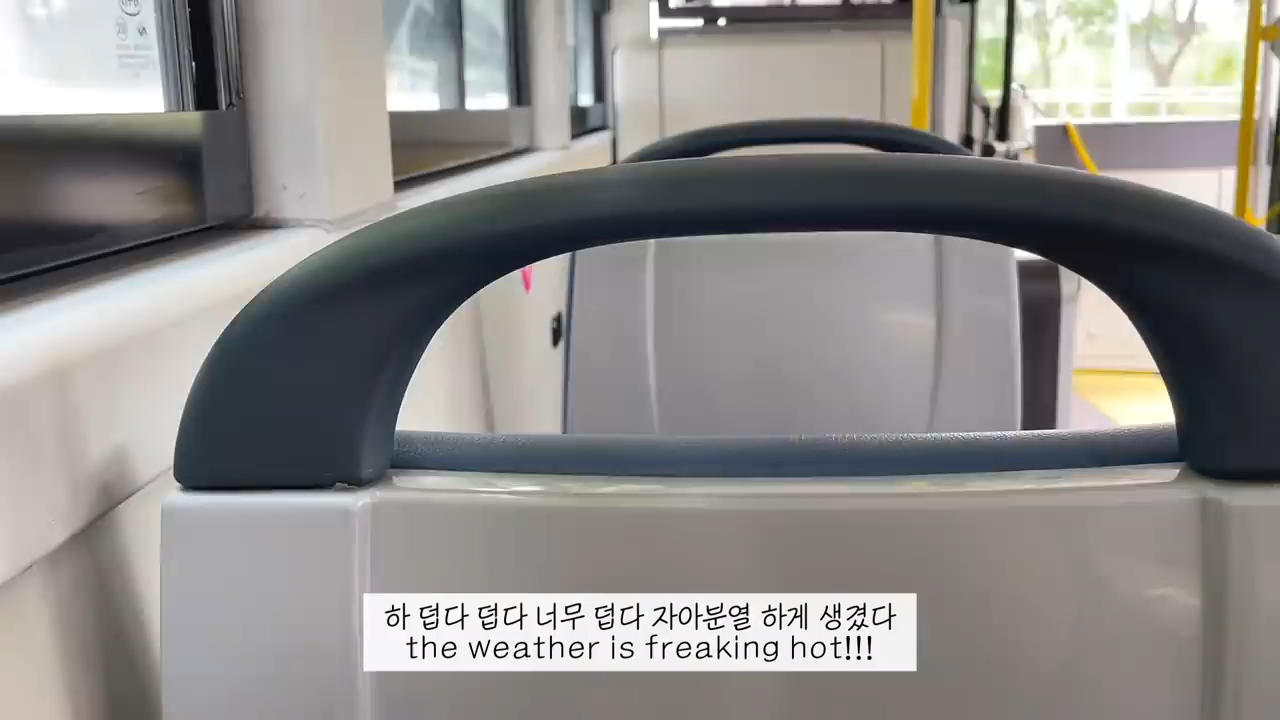 하 덥다 덥다 너무 덥다 자아분열 하게 생겼다
the weather is freaking hot!!!